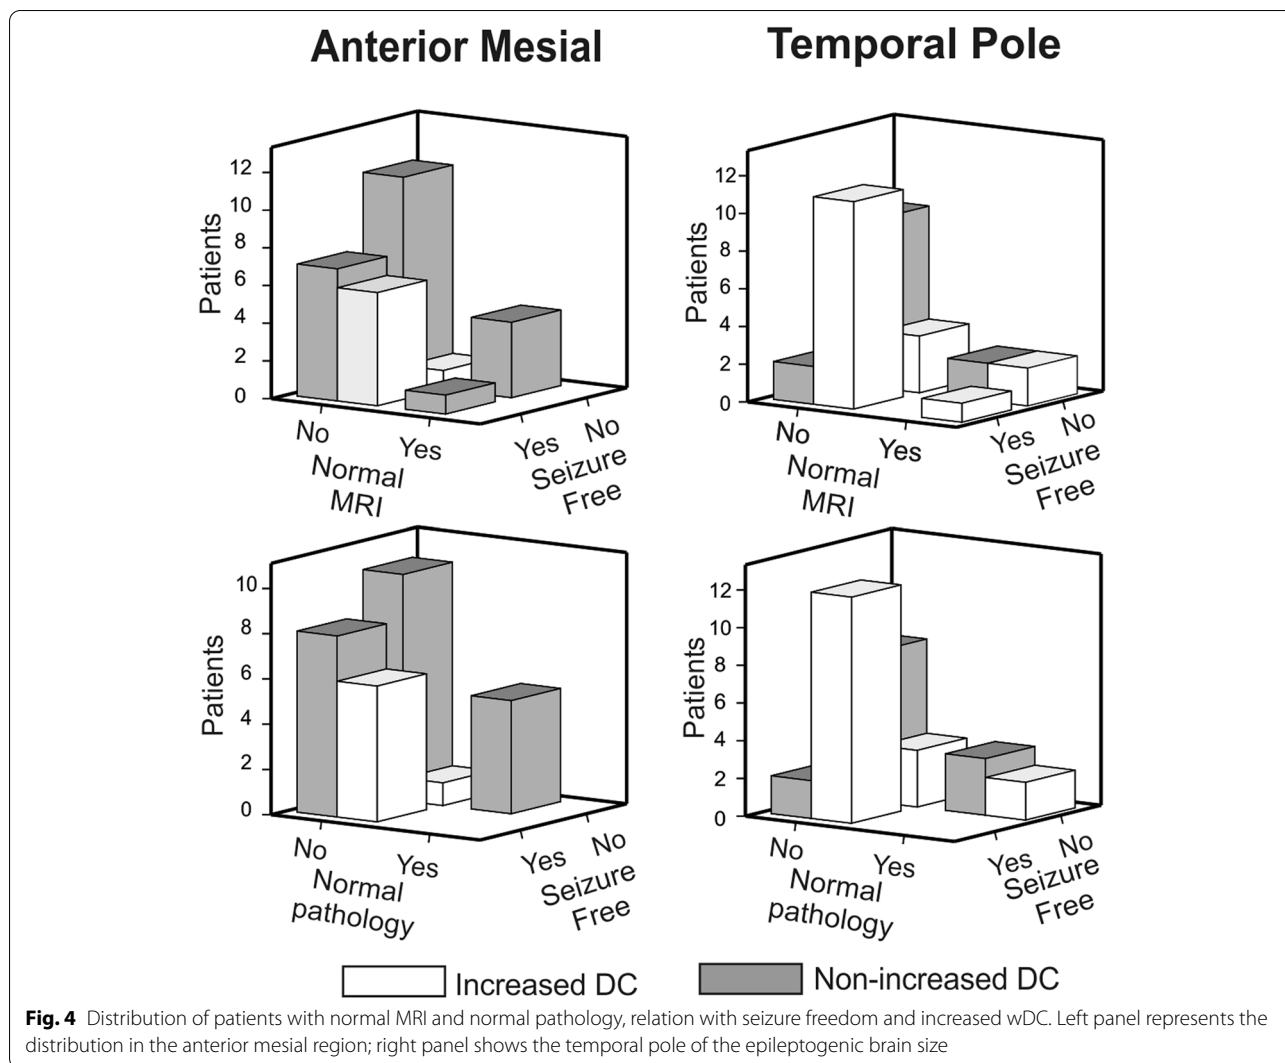 Anterior Mesial
Temporal Pole
Patients
12
10
8
6
4
2
0
No
Yes
Normal
MRI
Yes
No
Seizure
Free
Patients
12
10
8
6
4
2
0
No
Yes
Normal
MRI
Yes
No
Seizure
Free
Patients
10
8
6
4
2
0
No
Yes
Normal
pathology
Yes
No
Seizure
Free
Patients
12
10
8
6
4
2
0
No
Yes
Normal
pathology
Yes
No
Seizure
Free
Increased DC
Non-increased DC
Fig. 4 Distribution of patients with normal MRI and normal pathology, relation with seizure freedom and increased wDC. Left panel represents the
distribution in the anterior mesial region; right panel shows the temporal pole of the epileptogenic brain size